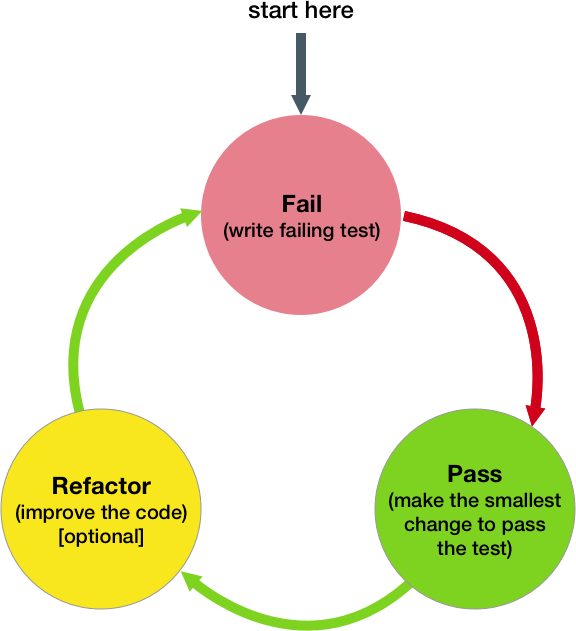 start here
Fail
(write failing test)
Refactor
(improve the code)
[optional]
Pass
(make the smallest
change to pass
the test)